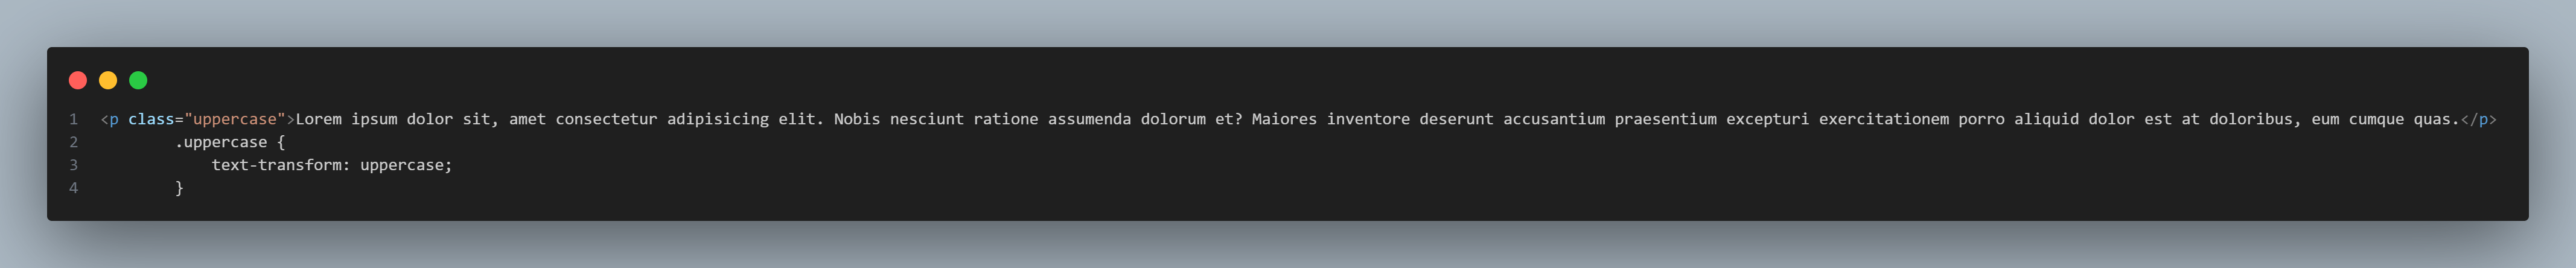 1 <p class="uppercase">Lorem ipsum dolor sit, amet consectetur adipisicing elit. Nobis nesciunt ratione assumenda dolorum et? Maiores inventore deserunt accusantium praesentium excepturi exercitationem porro aliquid dolor est at doloribus, eum cumque quas.</p>
2         .uppercase {
3             text-transform: uppercase;
4         }